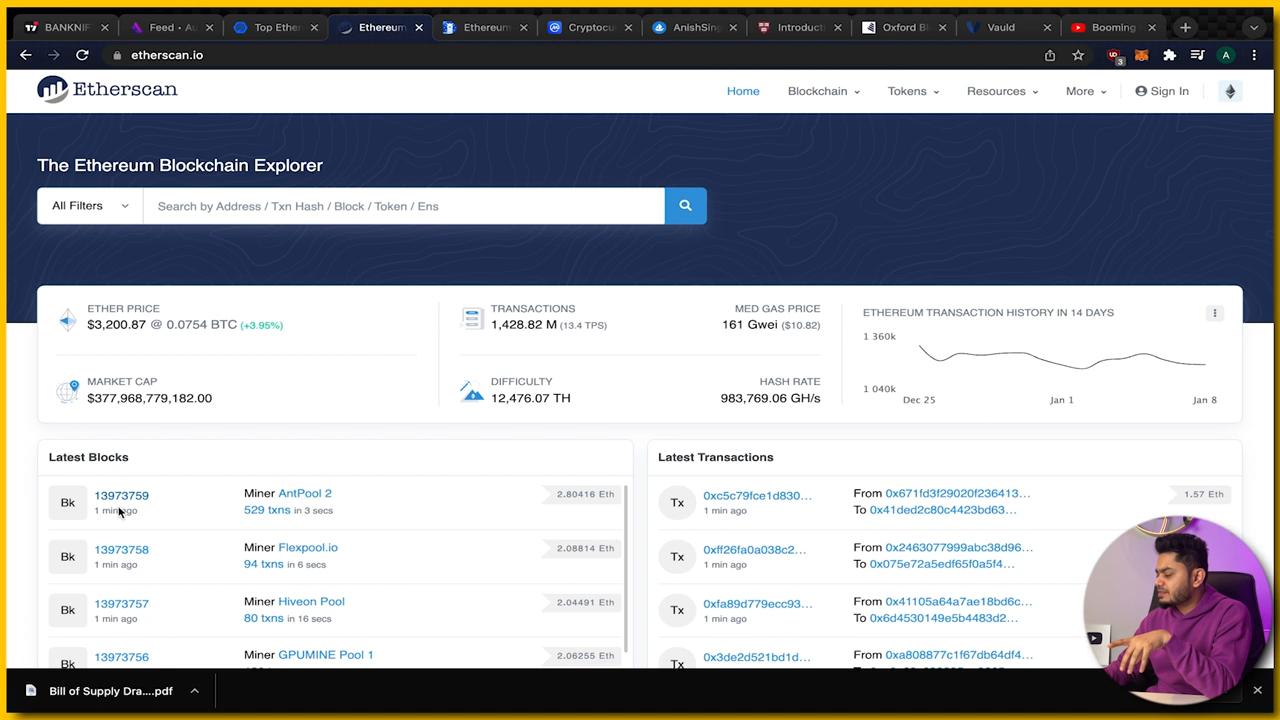 BANKNIF
Feed • Au
Top Ether
Ethereum
Ethereum
Cryptocu
AnishSing
Introducti
Oxford Bl
Vauld
Booming
etherscan.io
3
A
Etherscan
Home
Blockchain
Tokens
Resources
More
Sign In
The Ethereum Blockchain Explorer
All Filters
Search by Address / Txn Hash / Block / Token / Ens
ETHER PRICE
$3,200.87 @ 0.0754 BTC (+3.95%)
MARKET CAP
$377,968,779,182.00
TRANSACTIONS
1,428.82 M (13.4 TPS)
MED GAS PRICE
161 Gwei ($10.82)
DIFFICULTY
12,476.07 TH
HASH RATE
983,769.06 GH/s
ETHEREUM TRANSACTION HISTORY IN 14 DAYS
1 360k
1 040k
Dec 25
Jan 1
Jan 8
Latest Blocks
Bk
13973759
1 min ago
Miner AntPool 2
529 txns in 3 secs
2.80416 Eth
Bk
13973758
1 min ago
Miner Flexpool.io
94 txns in 6 secs
2.08814 Eth
Bk
13973757
1 min ago
Miner Hiveon Pool
80 txns in 16 secs
2.04491 Eth
Bk
13973756
Miner GPUMINE Pool 1
2.06255 Eth
Latest Transactions
Tx
0xc5c79fce1d830...
1 min ago
From 0x671fd3f29020f236413...
To 0x41ded2c80c4423bd63...
1.57 Eth
Tx
0xff26fa0a038c2...
1 min ago
From 0x2463077999abc38d96...
To 0x075e72a5edf65f0a5f4...
Tx
0xfa89d779ecc93...
1 min ago
From 0x41105a64a7ae18bd6c...
To 0x6d4530149e5b4483d2...
Tx
0x3de2d521bd1d...
From 0xa808877c1f67db64df4...
Bill of Supply Dra....pdf